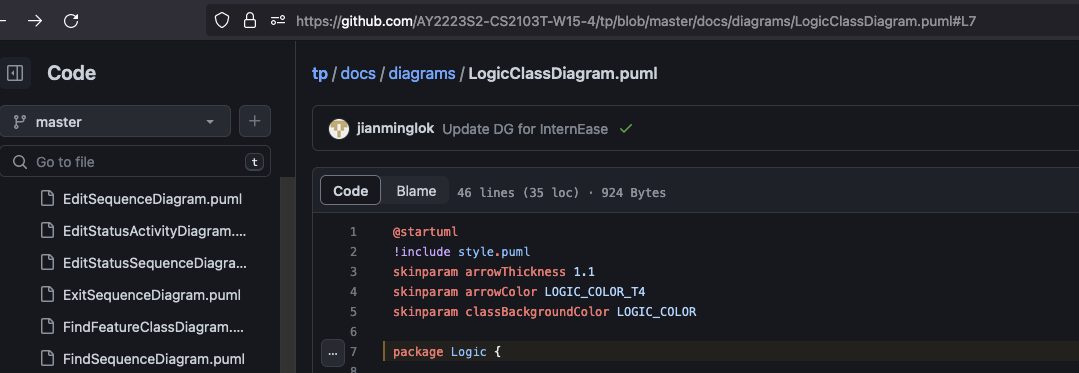 https://github.com/AY2223S2-CS2103T-W15-4/tp/blob/master/docs/diagrams/LogicClassDiagram.puml#L7
Code
master
Go to file
t
EditSequenceDiagram.puml
EditStatusActivityDiagram....
EditStatusSequenceDiagra...
ExitSequenceDiagram.puml
FindFeatureClassDiagram....
FindSequenceDiagram.puml
tp / docs / diagrams / LogicClassDiagram.puml
jianminglok Update DG for InternEase
Code Blame 46 lines (35 loc) · 924 Bytes
1 @startuml
2 !include style.puml
3 skinparam arrowThickness 1.1
4 skinparam arrowColor LOGIC_COLOR_T4
5 skinparam classBackgroundColor LOGIC_COLOR
6
... 7 package Logic {
8